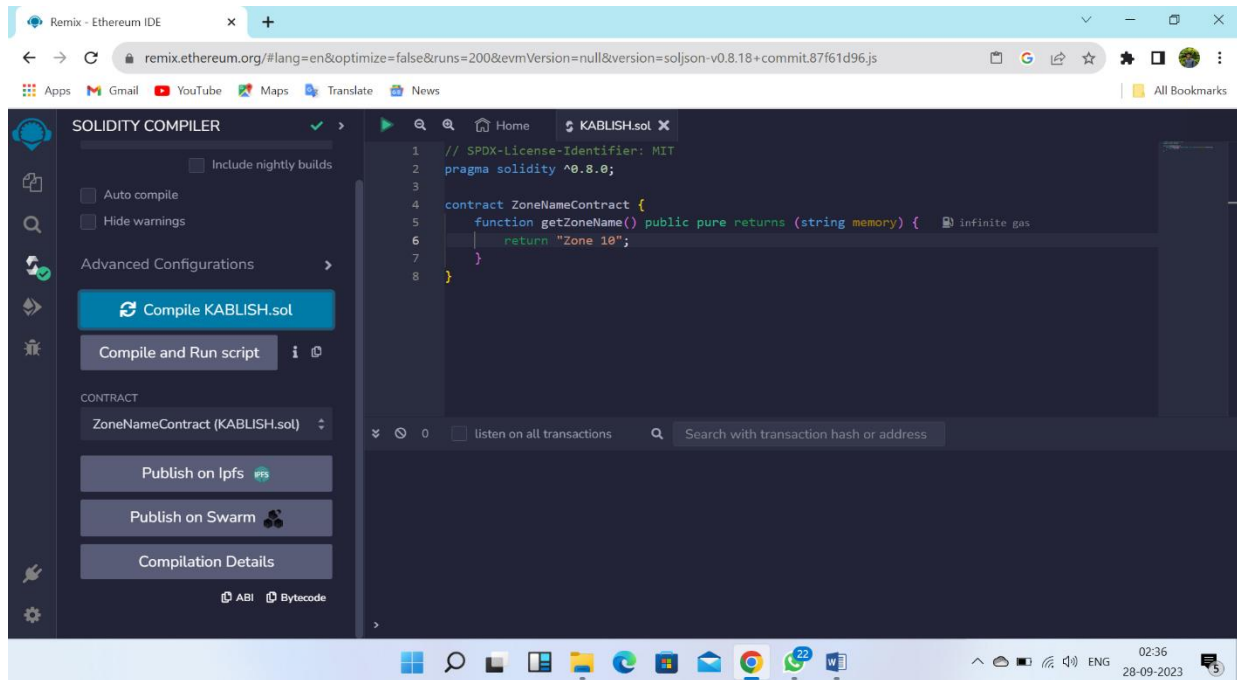 Remix - Ethereum IDE
remix.ethereum.org/#lang=en&optimize=false&runs=200&evmVersion=null&version=soljson-v0.8.18+commit.87f61d96.js
Apps Gmail YouTube Maps Translate News All Bookmarks
SOLIDITY COMPILER
Include nightly builds
Auto compile
Hide warnings
Advanced Configurations
Compile KABLISH.sol
Compile and Run script i
CONTRACT
ZoneNameContract (KABLISH.sol)
Publish on Ipfs IPFS
Publish on Swarm
Compilation Details
ABI Bytecode
Home KABLISH.sol
1 // SPDX-License-Identifier: MIT
2 pragma solidity ^0.8.0;
3
4 contract ZoneNameContract {
5 function getZoneName() public pure returns (string memory) { infinite gas
6 return "Zone 10";
7 }
8 }
0 listen on all transactions Search with transaction hash or address
>
22 ENG 02:36
28-09-2023 5